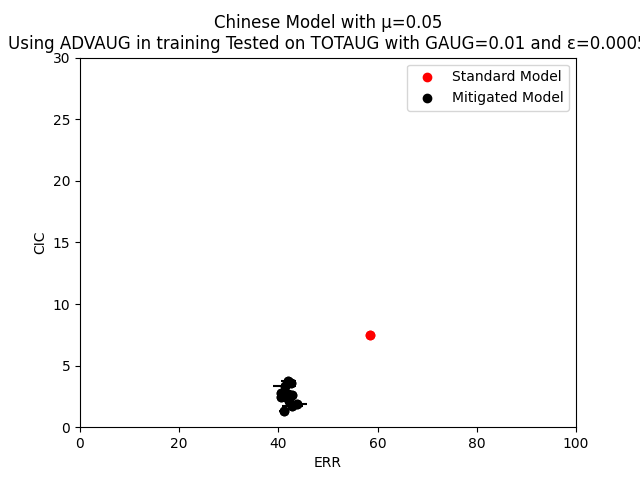 Chinese Model with μ=0.05
Using ADVAUG in training Tested on TOTAUG with GAUG=0.01 and ε=0.0005
Standard Model
Mitigated Model
30
25
20
15
10
5
0
CIC
0 20 40 60 80 100
ERR